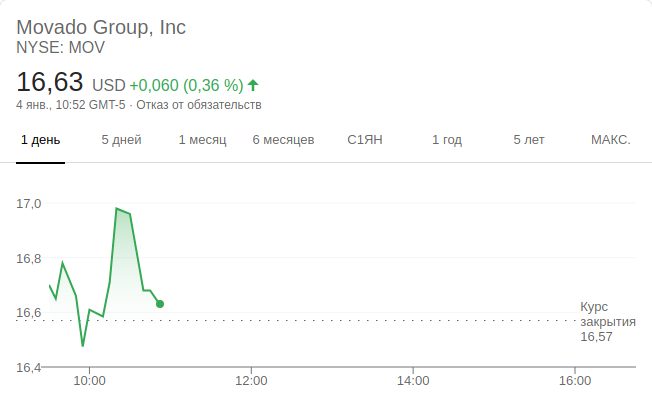 Movado Group, Inc
NYSE: MOV
16,63 USD +0,060 (0,36 %)
4 янв., 10:52 GMT-5 · Отказ от обязательств
1 день 5 дней 1 месяц 6 месяцев С1ЯН 1 год 5 лет МАКС.
17,0
16,8
16,6
Курс
закрытия
16,57
16,4
10:00 12:00 14:00 16:00